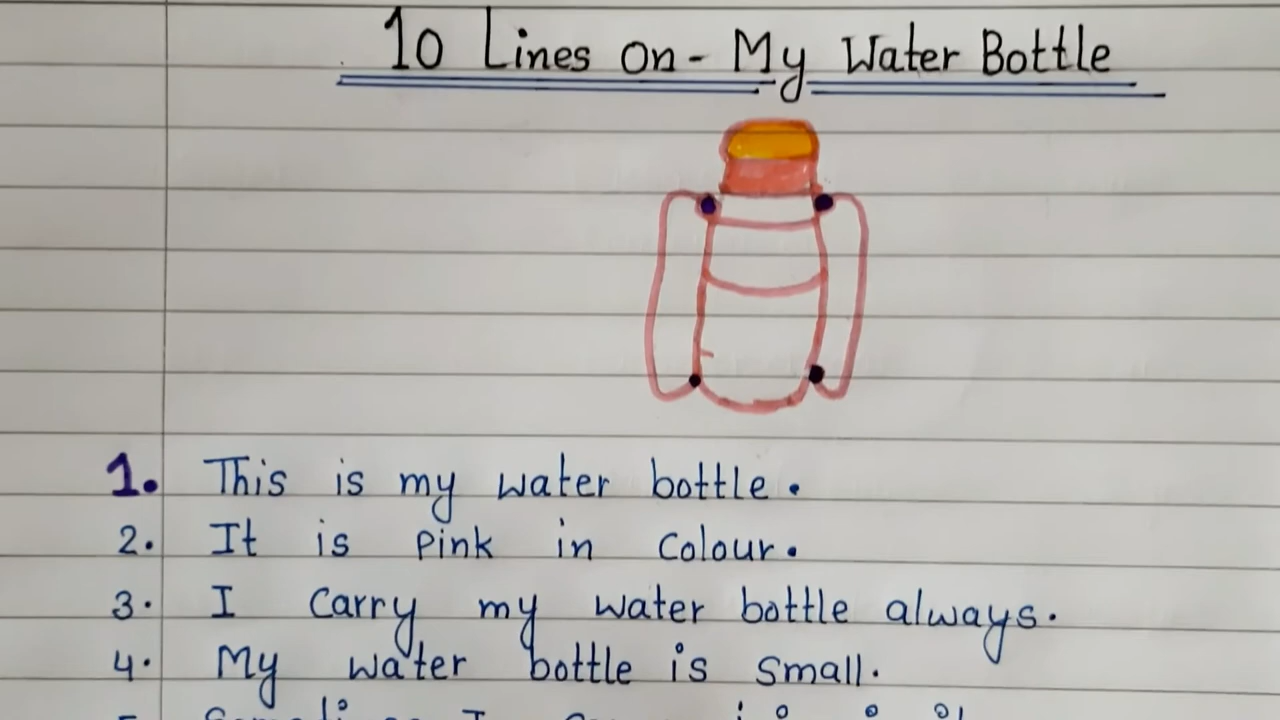 10 Lines On - My Water Bottle
1. This is my water bottle.
2. It is Pink in Colour.
3. I Carry my water bottle always.
4. My water bottle is Small.